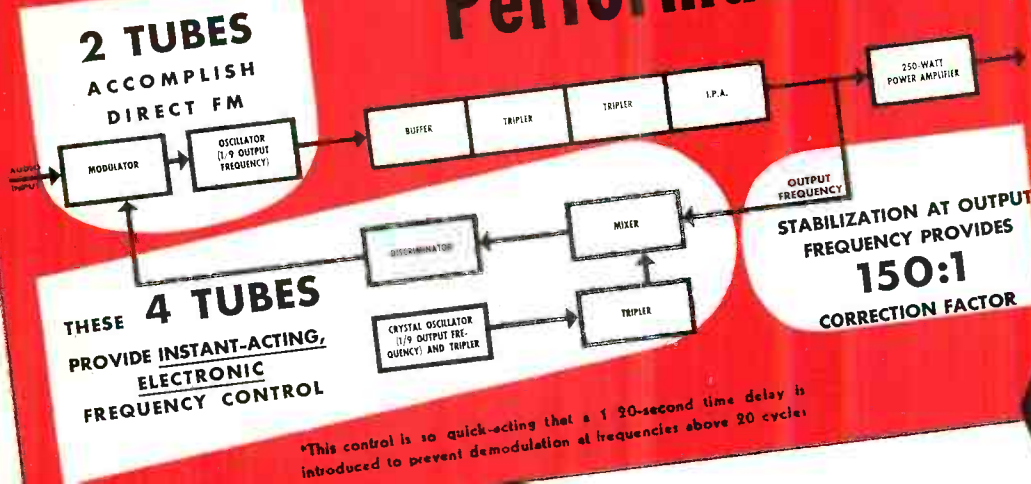 2 TUBES
ACCOMPLISH
DIRECT FM
AUDIO
INPUT
MODULATOR
OSCILLATOR
(1/9 OUTPUT
FREQUENCY)
BUFFER
TRIPLER
TRIPLER
I.P.A.
250-WATT
POWER AMPLIFIER
OUTPUT
FREQUENCY
STABILIZATION AT OUTPUT
FREQUENCY PROVIDES
150:1
CORRECTION FACTOR
DISCRIMINATOR
MIXER
CRYSTAL OSCILLATOR
(1/9 OUTPUT FRE-
QUENCY) AND TRIPLER
TRIPLER
THESE 4 TUBES
PROVIDE INSTANT-ACTING,
ELECTRONIC
FREQUENCY CONTROL
*This control is so quick-acting that a 1 20-second time delay is
introduced to prevent demodulation at frequencies above 20 cycles